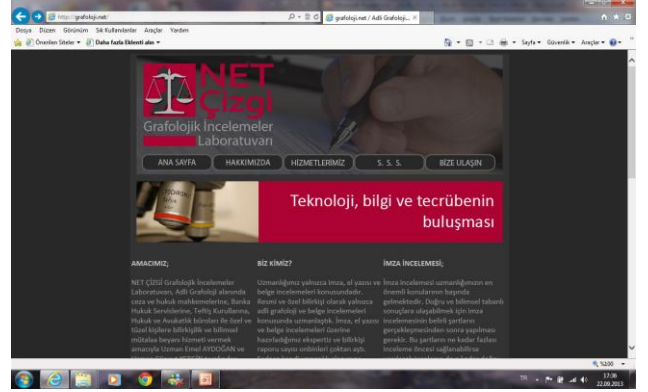 http://grafoloji.net/
grafoloji.net / Adli Grafoloji...
Dosya Düzen Görünüm Sık Kullanılanlar Araçlar Yardım
Önerilen Siteler Daha fazla Eklenti alın
Sayfa Güvenlik Araçlar
NET
Çizgi
Grafolojik İncelemeler
Laboratuvarı
ANA SAYFA HAKKIMIZDA HİZMETLERİMİZ S. S. S. BİZE ULAŞIN
Teknoloji, bilgi ve tecrübenin
buluşması
AMACIMIZ;
NET ÇİZGİ Grafolojik İncelemeler
Laboratuvarı, Adli Grafoloji alanında
ceza ve hukuk mahkemelerine, Banka
Hukuk Servislerine, Teftiş Kurullarına,
Hukuk ve Avukatlık büroları ile özel ve
tüzel kişilere bilirkişilik ve bilimsel
mütalaa beyanı hizmeti vermek
amacıyla Uzman Emel AYDOĞAN ve
BİZ KİMİZ?
Uzmanlığımız yalnızca imza, el yazısı ve
belge incelemeleri konusundadır.
Resmi ve özel bilirkişi olarak yalnızca
adli grafoloji ve belge incelemeleri
konusunda uzmanlaştık. İmza, el yazısı
ve belge incelemeleri üzerine
hazırladığımız ekspertiz ve bilirkişi
raporu sayısı onbinleri çoktan aştı.
İMZA İNCELEMESİ;
İmza incelemesi uzmanlığımızın en
önemli konularının başında
gelmektedir. Doğru ve bilimsel tabanlı
sonuçlara ulaşabilmek için imza
incelemesinin belirli şartların
gerçekleşmesinden sonra yapılması
gerekir. Bu şartların ne kadar fazlası
inceleme öncesi sağlanabilirse
%100
TR
17:36
22.09.2013